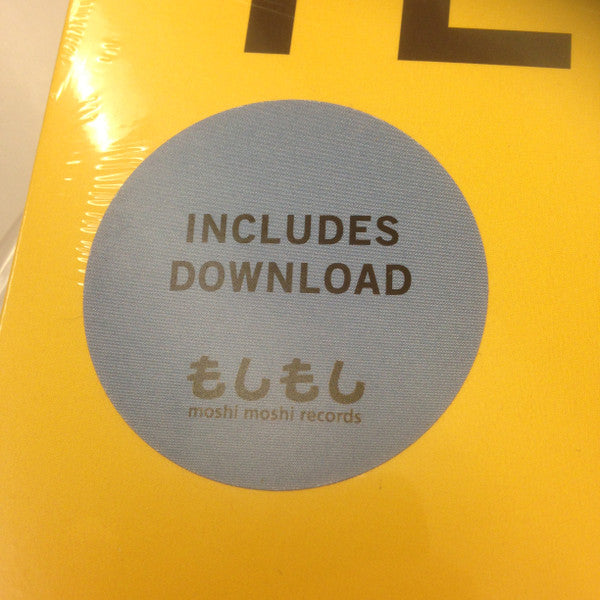 INCLUDES
DOWNLOAD
もしもし
moshi moshi records